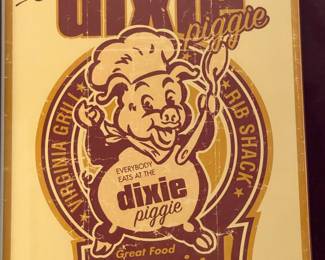 dixie
piggie
VIRGINIA GRILL
RIB SHACK
EVERYBODY
EATS AT THE
dixie
piggie
Great Food